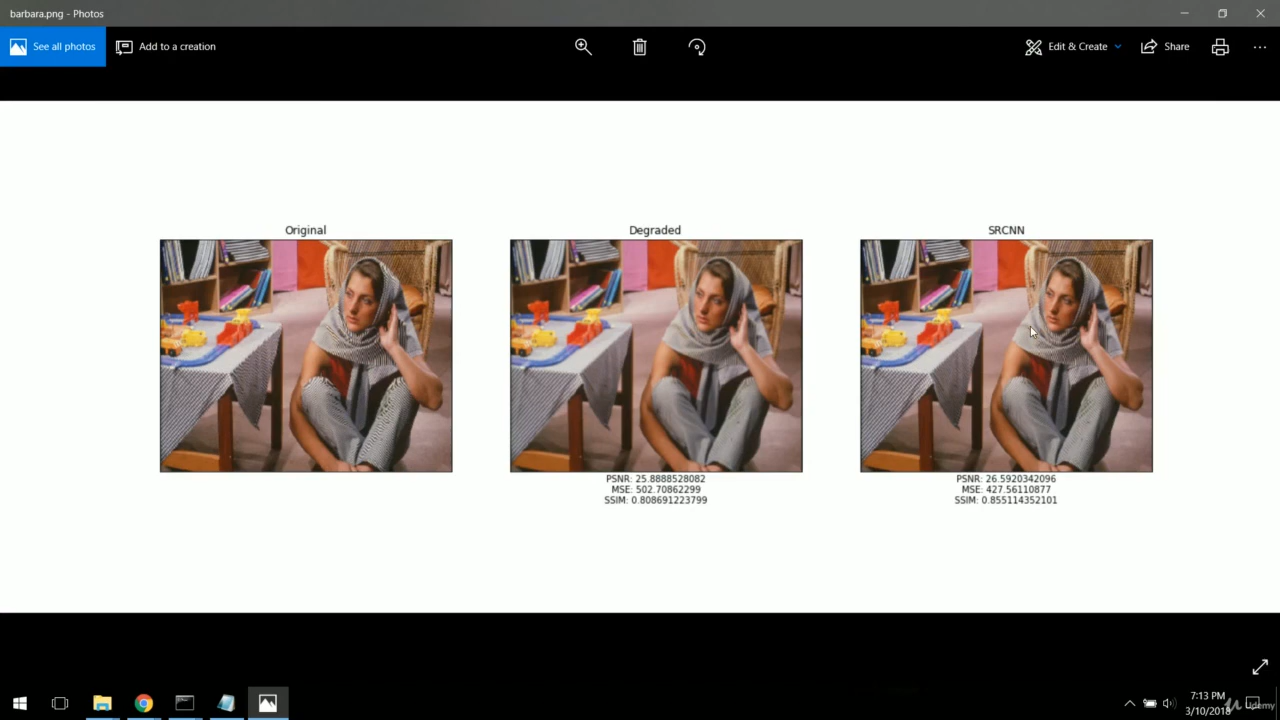 barbara.png - Photos
See all photos
Add to a creation
Edit & Create
Share
Original
Degraded
SRCNN
PSNR: 25.8888528082
MSE: 502.70862299
SSIM: 0.808691223799
PSNR: 26.5920342096
MSE: 427.56110877
SSIM: 0.855114352101
7:13 PM
3/10/2018
Udemy